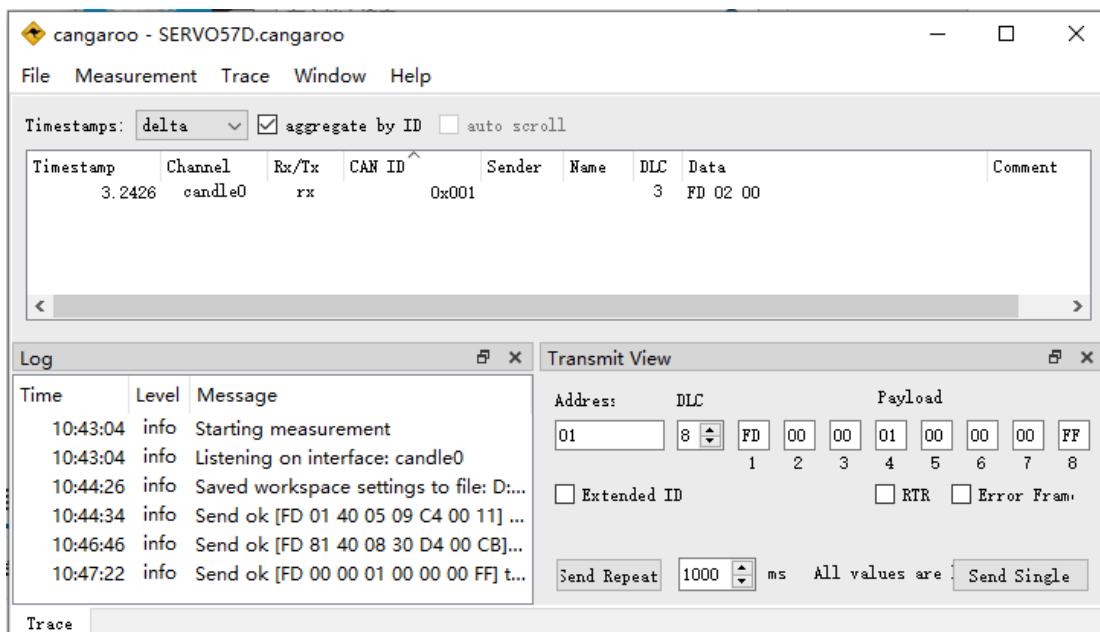 cangaroo - SERVO57D.cangaroo
File Measurement Trace Window Help
Timestamps: delta aggregate by ID auto scroll
Timestamp Channel Rx/Tx CAN ID Sender Name DLC Data Comment
3.2426 candle0 rx 0x001 3 FD 02 00
Log
Time Level Message
10:43:04 info Starting measurement
10:43:04 info Listening on interface: candle0
10:44:26 info Saved workspace settings to file: D:...
10:44:34 info Send ok [FD 01 40 05 09 C4 00 11] ...
10:46:46 info Send ok [FD 81 40 08 30 D4 00 CB]...
10:47:22 info Send ok [FD 00 00 01 00 00 00 FF] t...
Transmit View
Address DLC Payload
01 8 FD 00 00 01 00 00 00 FF
1 2 3 4 5 6 7 8
Extended ID RTR Error Fram
Send Repeat 1000 ms All values are Send Single
Trace